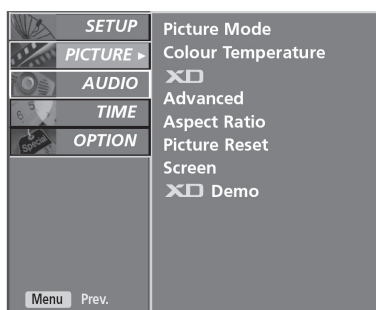 SETUP
PICTURE ►
AUDIO
TIME
OPTION
Menu Prev.
Picture Mode
Colour Temperature
XD
Advanced
Aspect Ratio
Picture Reset
Screen
XD Demo